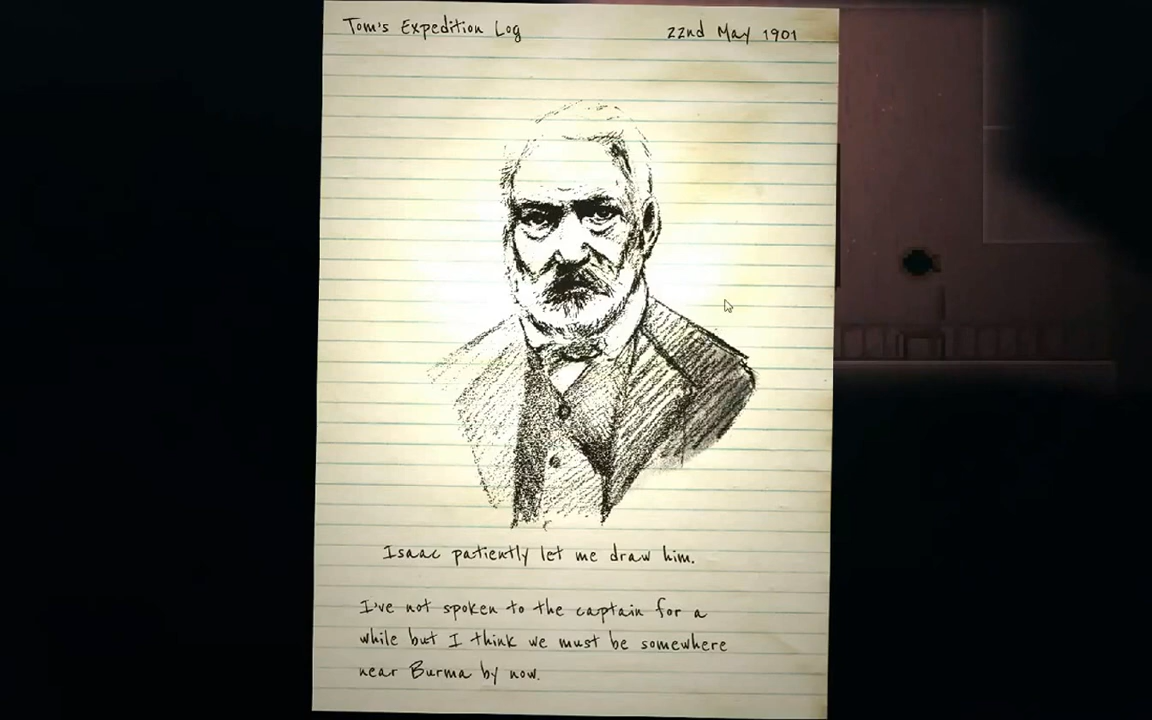 Tom's Expedition Log
22nd May 1901
Isaac patiently let me draw him.
I've not spoken to the captain for a
while but I think we must be somewhere
near Burma by now.